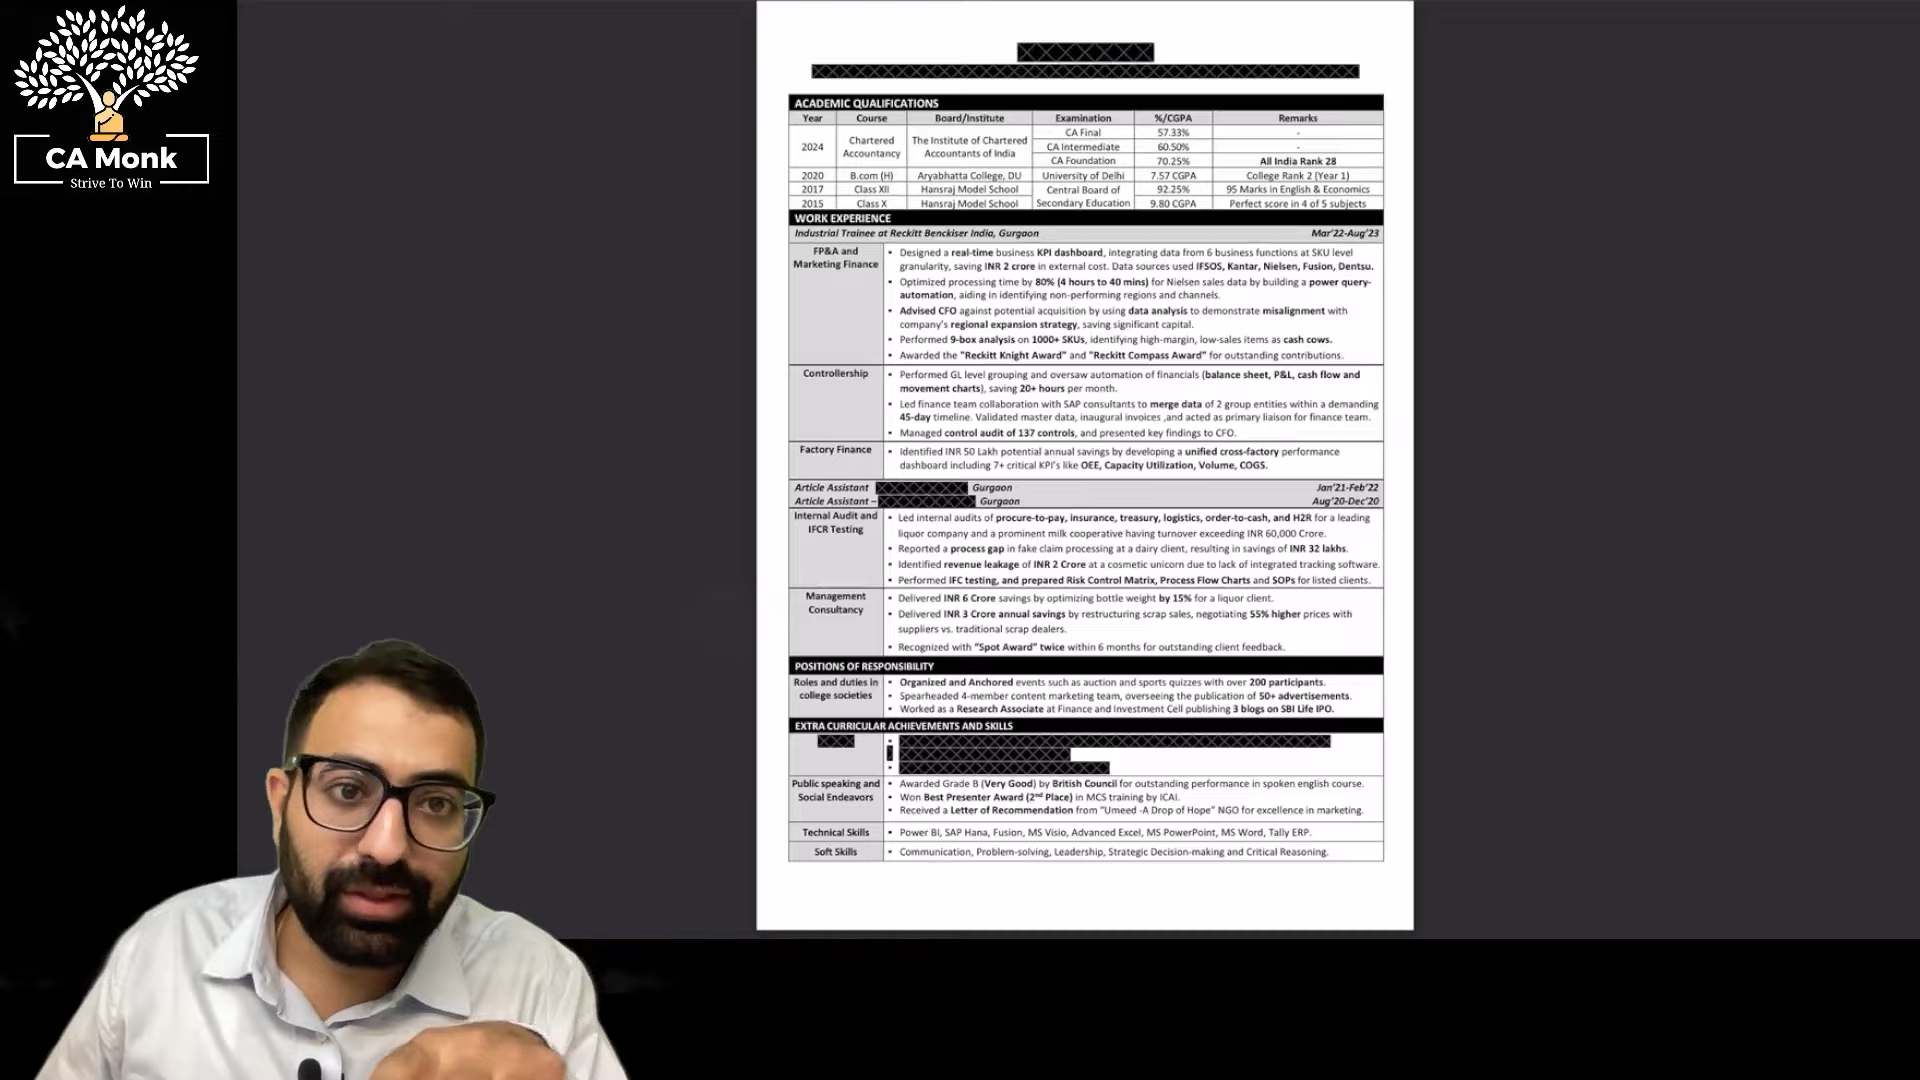 CA Monk
Strive To Win
ACADEMIC QUALIFICATIONS
Year Course Board/Institute Examination %/CGPA Remarks
2024 Chartered Accountancy The Institute of Chartered Accountants of India CA Final 57.33% -
CA Intermediate 60.50% -
CA Foundation 70.25% All India Rank 28
2020 B.com (H) Aryabhatta College, DU University of Delhi 7.57 CGPA College Rank 2 (Year 1)
2017 Class XII Hansraj Model School Central Board of Secondary Education 92.25% 95 Marks in English & Economics
2015 Class X Hansraj Model School 9.80 CGPA Perfect score in 4 of 5 subjects
WORK EXPERIENCE
Industrial Trainee at Reckitt Benckiser India, Gurgaon Mar'22-Aug'23
FP&A and
Marketing Finance
• Designed a real-time business KPI dashboard, integrating data from 6 business functions at SKU level
granularity, saving INR 2 crore in external cost. Data sources used IFSOS, Kantar, Nielsen, Fusion, Dentsu.
• Optimized processing time by 80% (4 hours to 40 mins) for Nielsen sales data by building a power query-
automation, aiding in identifying non-performing regions and channels.
• Advised CFO against potential acquisition by using data analysis to demonstrate misalignment with
company's regional expansion strategy, saving significant capital.
• Performed 9-box analysis on 1000+ SKUs, identifying high-margin, low-sales items as cash cows.
• Awarded the "Reckitt Knight Award" and "Reckitt Compass Award" for outstanding contributions.
Controllership
• Performed GL level grouping and oversaw automation of financials (balance sheet, P&L, cash flow and
movement charts), saving 20+ hours per month.
• Led finance team collaboration with SAP consultants to merge data of 2 group entities within a demanding
45-day timeline. Validated master data, inaugural invoices ,and acted as primary liaison for finance team.
• Managed control audit of 137 controls, and presented key findings to CFO.
Factory Finance
• Identified INR 50 Lakh potential annual savings by developing a unified cross-factory performance
dashboard including 7+ critical KPI's like OEE, Capacity Utilization, Volume, COGS.
Article Assistant Gurgaon Jan'21-Feb'22
Article Assistant – Gurgaon Aug'20-Dec'20
Internal Audit and
IFCR Testing
• Led internal audits of procure-to-pay, insurance, treasury, logistics, order-to-cash, and H2R for a leading
liquor company and a prominent milk cooperative having turnover exceeding INR 60,000 Crore.
• Reported a process gap in fake claim processing at a dairy client, resulting in savings of INR 32 lakhs.
• Identified revenue leakage of INR 2 Crore at a cosmetic unicorn due to lack of integrated tracking software.
• Performed IFC testing, and prepared Risk Control Matrix, Process Flow Charts and SOPs for listed clients.
Management
Consultancy
• Delivered INR 6 Crore savings by optimizing bottle weight by 15% for a liquor client.
• Delivered INR 3 Crore annual savings by restructuring scrap sales, negotiating 55% higher prices with
suppliers vs. traditional scrap dealers.
• Recognized with "Spot Award" twice within 6 months for outstanding client feedback.
POSITIONS OF RESPONSIBILITY
Roles and duties in
college societies
• Organized and Anchored events such as auction and sports quizzes with over 200 participants.
• Spearheaded 4-member content marketing team, overseeing the publication of 50+ advertisements.
• Worked as a Research Associate at Finance and Investment Cell publishing 3 blogs on SBI Life IPO.
EXTRA CURRICULAR ACHIEVEMENTS AND SKILLS
Public speaking and
Social Endeavors
• Awarded Grade B (Very Good) by British Council for outstanding performance in spoken english course.
• Won Best Presenter Award (2nd Place) in MCS training by ICAI.
• Received a Letter of Recommendation from "Umeed -A Drop of Hope" NGO for excellence in marketing.
Technical Skills
• Power BI, SAP Hana, Fusion, MS Visio, Advanced Excel, MS PowerPoint, MS Word, Tally ERP.
Soft Skills
• Communication, Problem-solving, Leadership, Strategic Decision-making and Critical Reasoning.